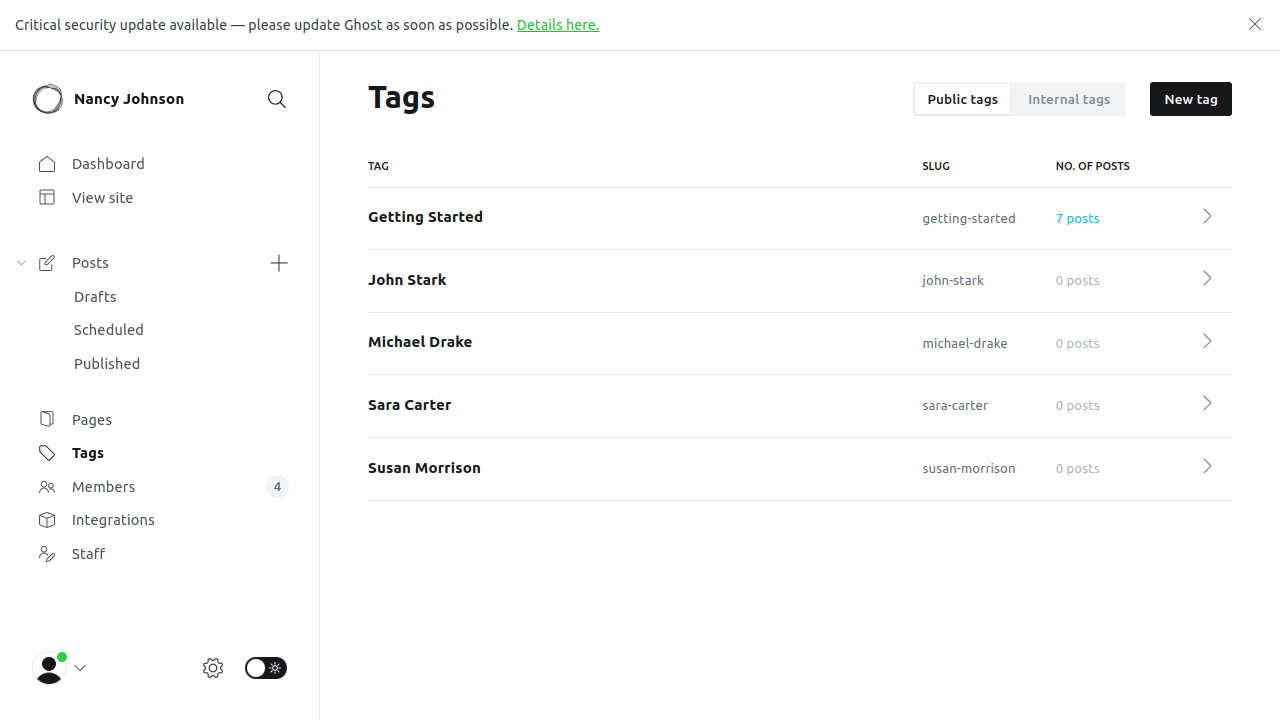 Critical security update available — please update Ghost as soon as possible. Details here.
Nancy Johnson
Dashboard
View site
Posts
Drafts
Scheduled
Published
Pages
Tags
Members 4
Integrations
Staff
Tags
Public tags Internal tags New tag
TAG SLUG NO. OF POSTS
Getting Started getting-started 7 posts
John Stark john-stark 0 posts
Michael Drake michael-drake 0 posts
Sara Carter sara-carter 0 posts
Susan Morrison susan-morrison 0 posts